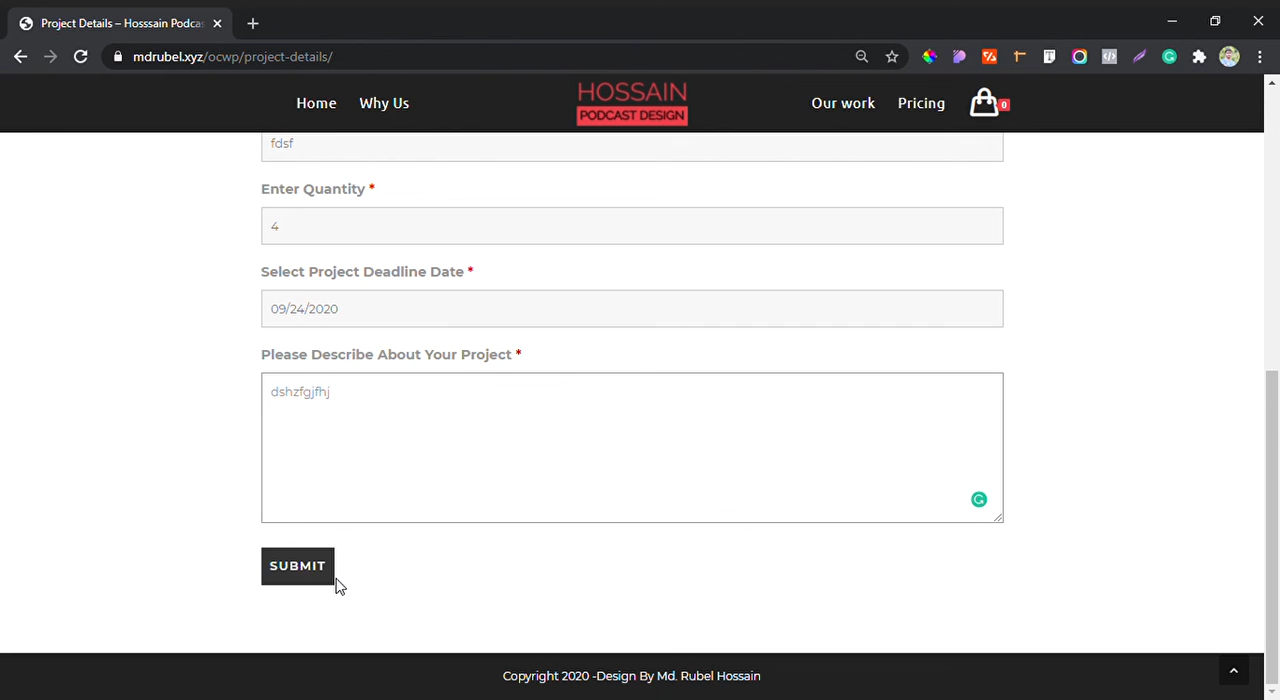 Project Details – Hosssain Podcas
mdrubel.xyz/ocwp/project-details/
Home Why Us HOSSAIN PODCAST DESIGN Our work Pricing 0
fdsf
Enter Quantity *
4
Select Project Deadline Date *
09/24/2020
Please Describe About Your Project *
dshzfgjfhj
SUBMIT
Copyright 2020 -Design By Md. Rubel Hossain